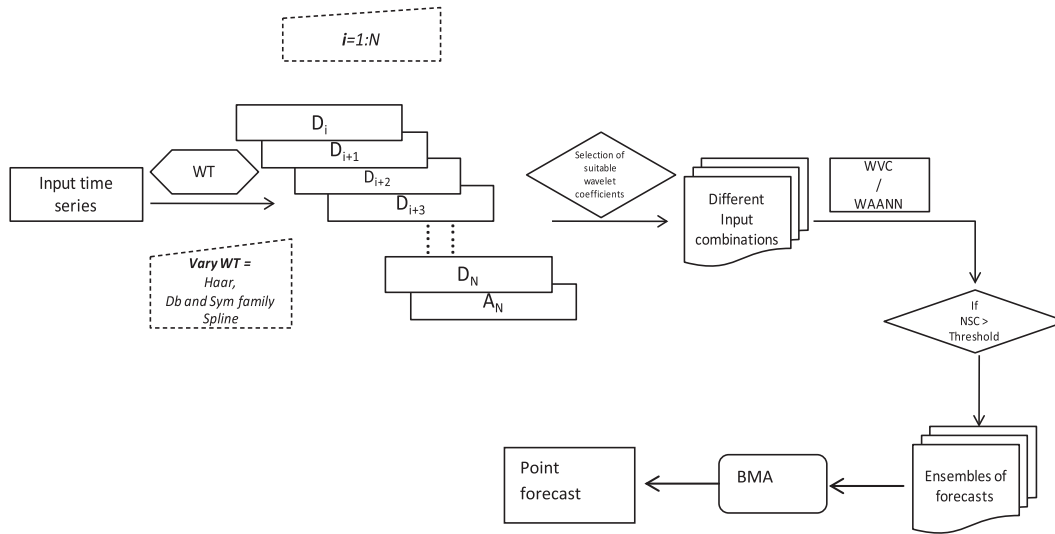 i=1:N
Input time
series
WT
Vary WT =
Haar,
Db and Sym family
Spline
Di
Di+1
Di+2
Di+3
DN
AN
Selection of
suitable
wavelet
coefficients
Different
Input
combinations
WVC
/
WAANN
If
NSC >
Threshold
Ensembles of
forecasts
BMA
Point
forecast